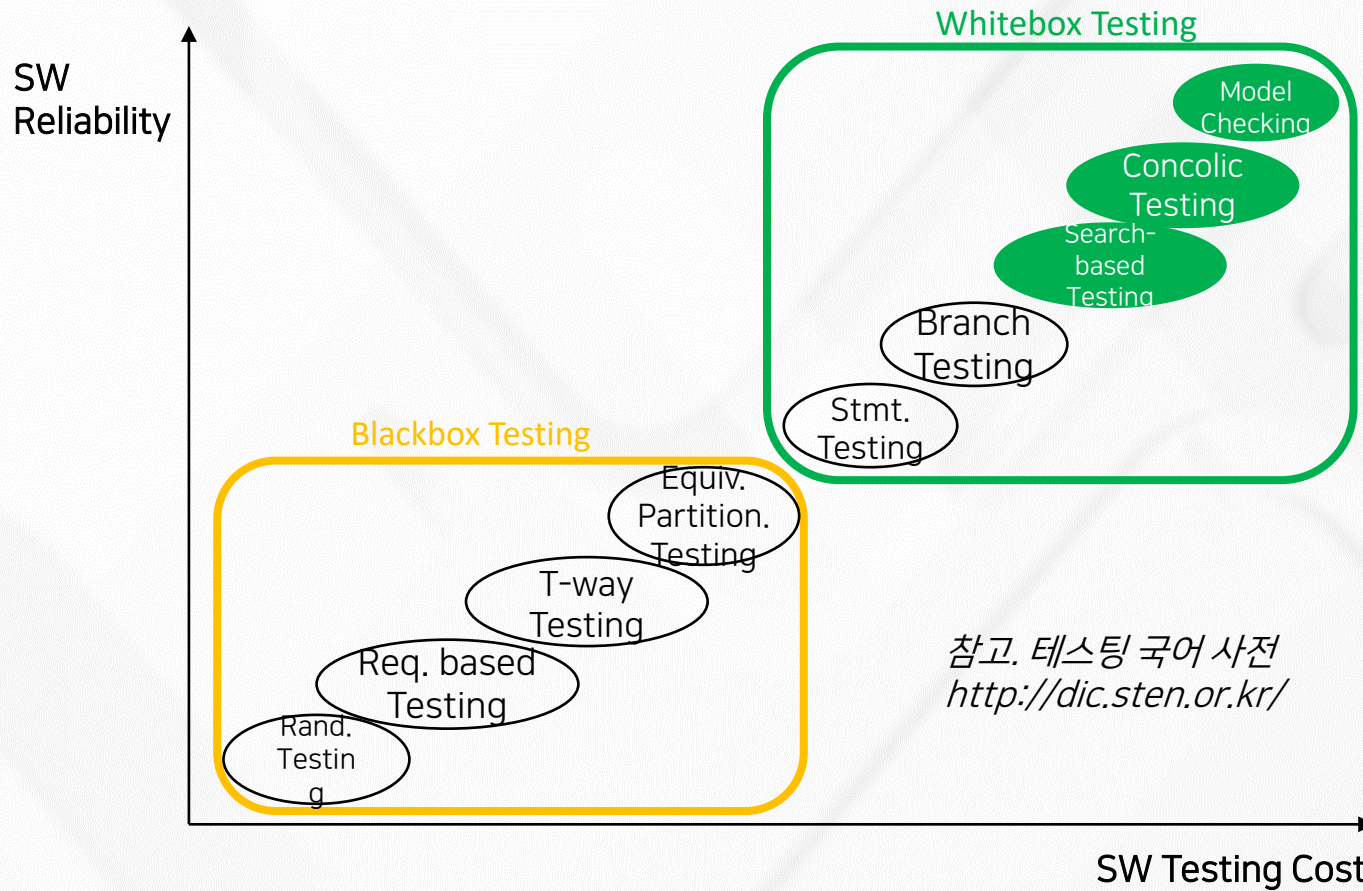 Whitebox Testing
SW
Reliability
Model
Checking
Concolic
Testing
Search-
based
Testing
Branch
Testing
Stmt.
Testing
Blackbox Testing
Equiv.
Partition.
Testing
T-way
Testing
Req. based
Testing
Rand.
Testin
g
참고. 테스팅 국어 사전
http://dic.sten.or.kr/
SW Testing Cost